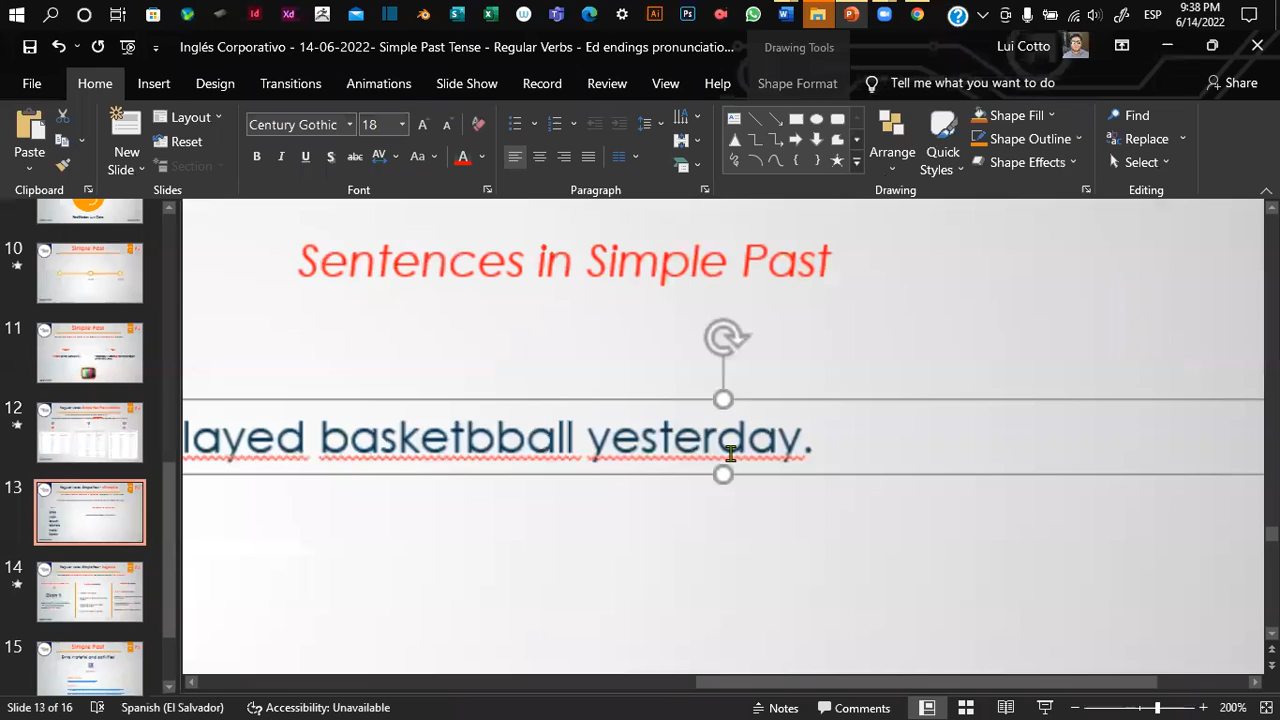 9:38 PM
ESP
6/14/2022
Inglés Corporativo - 14-06-2022- Simple Past Tense - Regular Verbs - Ed endings pronunciatio...
Drawing Tools
Lui Cotto
File
Home
Insert
Design
Transitions
Animations
Slide Show
Record
Review
View
Help
Shape Format
Tell me what you want to do
Share
Paste
New
Slide
Layout
Reset
Section
Century Gothic
18
Arrange
Quick
Styles
Shape Fill
Shape Outline
Shape Effects
Find
Replace
Select
Clipboard
Slides
Font
Paragraph
Drawing
Editing
10
Simple Past
11
Simple Past
12
13
14
15
Simple Past
Sentences in Simple Past
layed basketbball yesterday.
Slide 13 of 16
Spanish (El Salvador)
Accessibility: Unavailable
Notes
Comments
200%